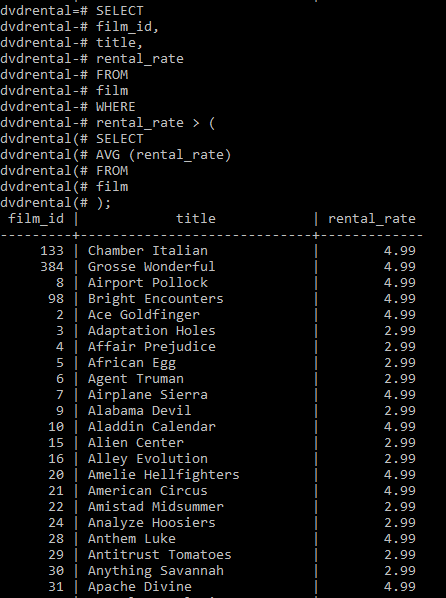 dvdrental=# SELECT
dvdrental-# film_id,
dvdrental-# title,
dvdrental-# rental_rate
dvdrental-# FROM
dvdrental-# film
dvdrental-# WHERE
dvdrental-# rental_rate > (
dvdrental(# SELECT
dvdrental(# AVG (rental_rate)
dvdrental(# FROM
dvdrental(# film
dvdrental(# );
 film_id |            title            | rental_rate
---------+-----------------------------+-------------
     133 | Chamber Italian             |        4.99
     384 | Grosse Wonderful            |        4.99
       8 | Airport Pollock             |        4.99
      98 | Bright Encounters           |        4.99
       2 | Ace Goldfinger              |        4.99
       3 | Adaptation Holes            |        2.99
       4 | Affair Prejudice            |        2.99
       5 | African Egg                 |        2.99
       6 | Agent Truman                |        2.99
       7 | Airplane Sierra             |        4.99
       9 | Alabama Devil               |        2.99
      10 | Aladdin Calendar            |        4.99
      15 | Alien Center                |        2.99
      16 | Alley Evolution             |        2.99
      20 | Amelie Hellfighters         |        4.99
      21 | American Circus             |        4.99
      22 | Amistad Midsummer           |        2.99
      24 | Analyze Hoosiers            |        2.99
      28 | Anthem Luke                 |        4.99
      29 | Antitrust Tomatoes          |        2.99
      30 | Anything Savannah           |        2.99
      31 | Apache Divine               |        4.99